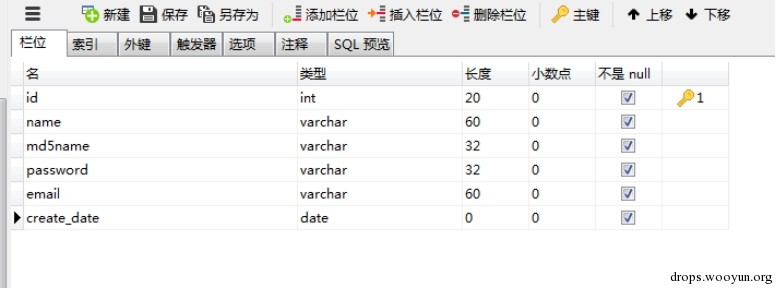 新建 保存 另存为 添加栏位 插入栏位 删除栏位 主键 上移 下移
栏位 索引 外键 触发器 选项 注释 SQL 预览
名 类型 长度 小数点 不是 null
id int 20 0 1
name varchar 60 0
md5name varchar 32 0
password varchar 32 0
email varchar 60 0
create_date date 0 0
drops.wooyun.org